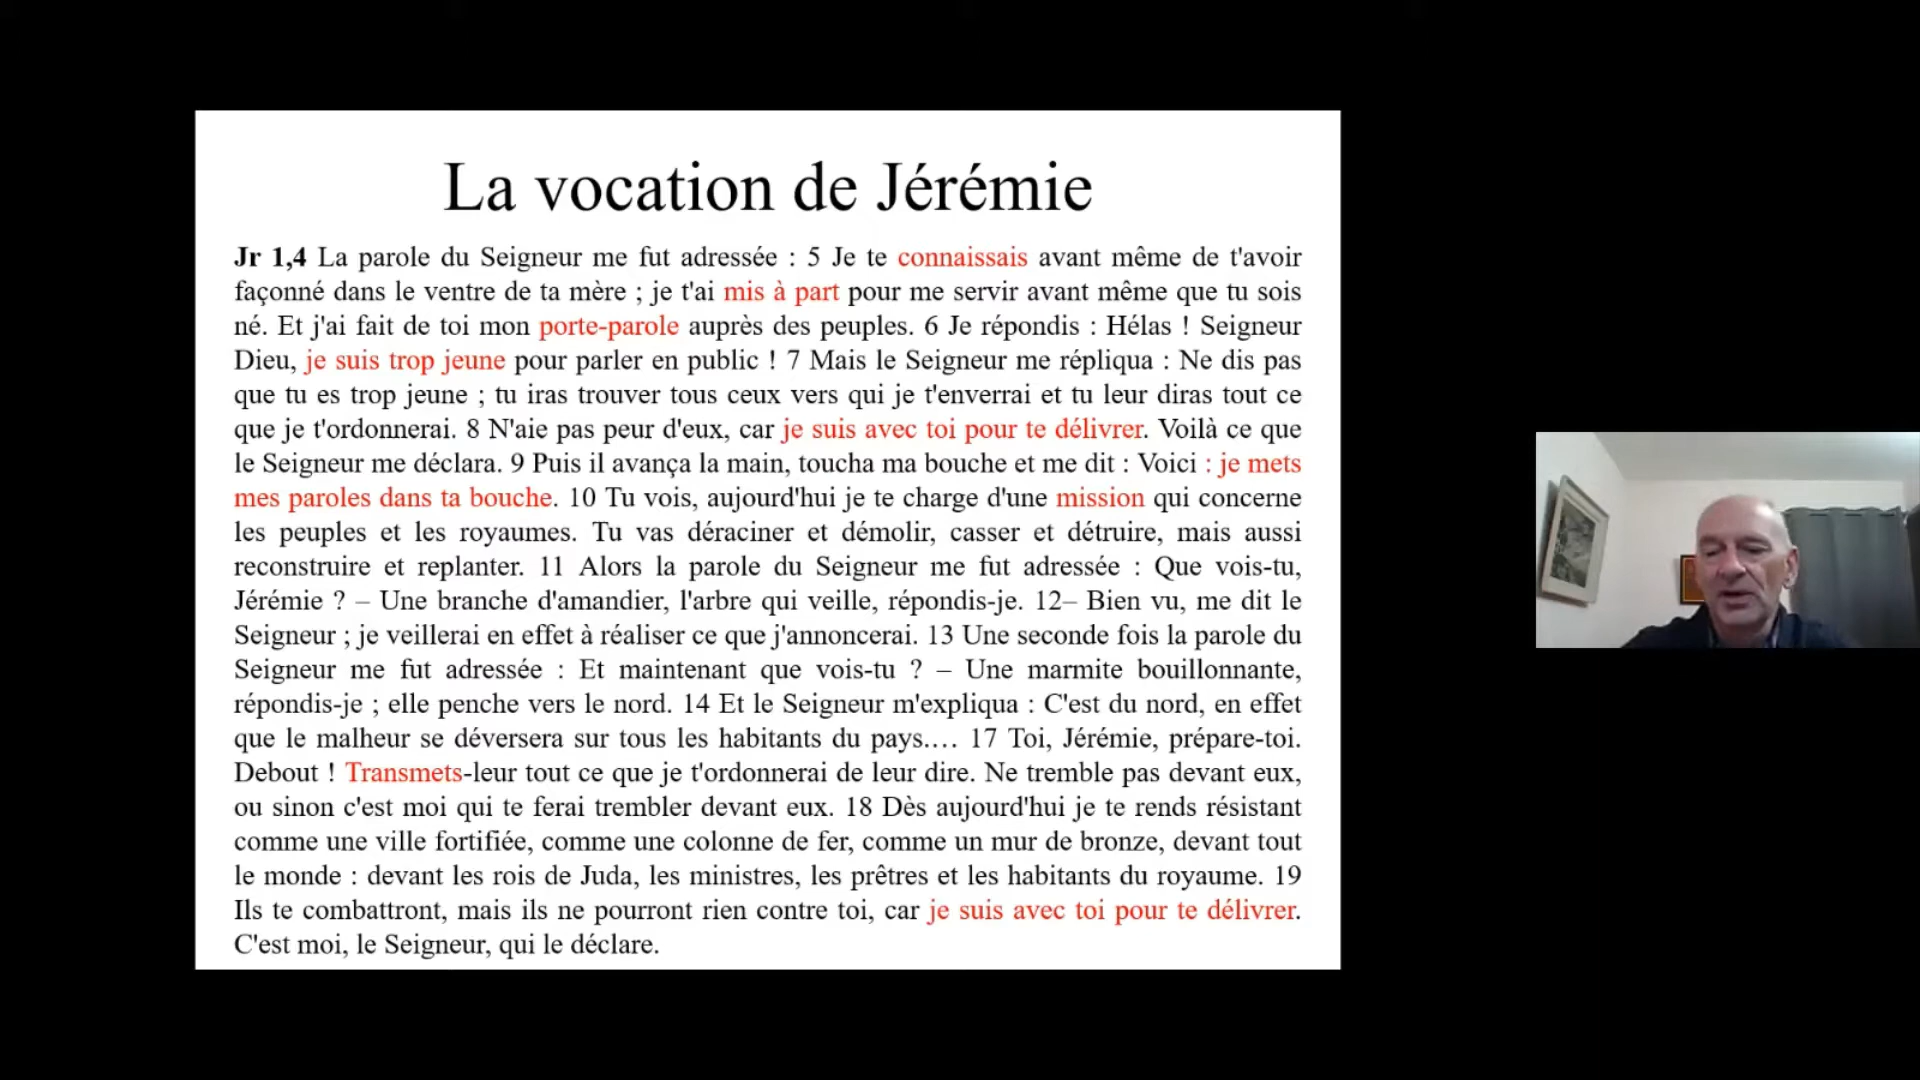 La vocation de Jérémie
Jr 1,4 La parole du Seigneur me fut adressée : 5 Je te connaissais avant même de t'avoir
façonné dans le ventre de ta mère ; je t'ai mis à part pour me servir avant même que tu sois
né. Et j'ai fait de toi mon porte-parole auprès des peuples. 6 Je répondis : Hélas ! Seigneur
Dieu, je suis trop jeune pour parler en public ! 7 Mais le Seigneur me répliqua : Ne dis pas
que tu es trop jeune ; tu iras trouver tous ceux vers qui je t'enverrai et tu leur diras tout ce
que je t'ordonnerai. 8 N'aie pas peur d'eux, car je suis avec toi pour te délivrer. Voilà ce que
le Seigneur me déclara. 9 Puis il avança la main, toucha ma bouche et me dit : Voici : je mets
mes paroles dans ta bouche. 10 Tu vois, aujourd'hui je te charge d'une mission qui concerne
les peuples et les royaumes. Tu vas déraciner et démolir, casser et détruire, mais aussi
reconstruire et replanter. 11 Alors la parole du Seigneur me fut adressée : Que vois-tu,
Jérémie ? – Une branche d'amandier, l'arbre qui veille, répondis-je. 12– Bien vu, me dit le
Seigneur ; je veillerai en effet à réaliser ce que j'annoncerai. 13 Une seconde fois la parole du
Seigneur me fut adressée : Et maintenant que vois-tu ? – Une marmite bouillonnante,
répondis-je ; elle penche vers le nord. 14 Et le Seigneur m'expliqua : C'est du nord, en effet
que le malheur se déversera sur tous les habitants du pays.… 17 Toi, Jérémie, prépare-toi.
Debout ! Transmets-leur tout ce que je t'ordonnerai de leur dire. Ne tremble pas devant eux,
ou sinon c'est moi qui te ferai trembler devant eux. 18 Dès aujourd'hui je te rends résistant
comme une ville fortifiée, comme une colonne de fer, comme un mur de bronze, devant tout
le monde : devant les rois de Juda, les ministres, les prêtres et les habitants du royaume. 19
Ils te combattront, mais ils ne pourront rien contre toi, car je suis avec toi pour te délivrer.
C'est moi, le Seigneur, qui le déclare.